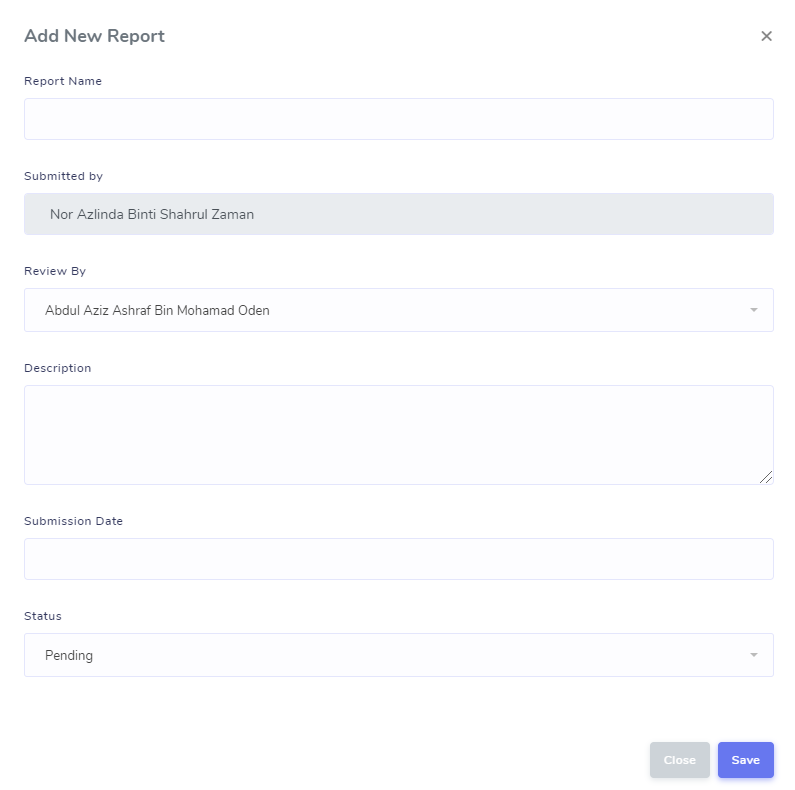 Add New Report
Report Name
Submitted by
Nor Azlinda Binti Shahrul Zaman
Review By
Abdul Aziz Ashraf Bin Mohamad Oden
Description
Submission Date
Status
Pending
Close Save